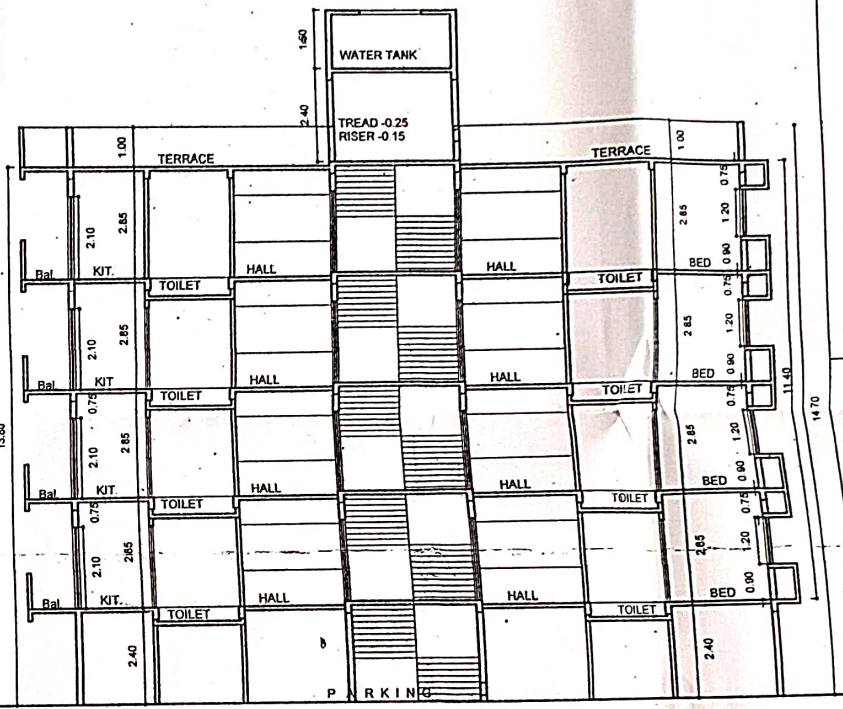 1.60
WATER TANK
2.40
TREAD -0.25
RISER -0.15
1.00
TERRACE
TERRACE
1.00
0.75
2.10
2.85
2.85
1.20
0.90
Bal.
KIT.
HALL
HALL
BED
TOILET
TOILET
0.75
2.10
2.85
2.85
1.20
0.90
Bal.
KIT
HALL
HALL
BED
0.75
TOILET
TOILET
0.75
11.40
14.70
2.10
2.85
2.85
1.20
0.90
Bal
KIT.
HALL
HALL
BED
0.75
TOILET
TOILET
0.75
2.10
2.85
2.85
1.20
0.90
Bal.
KIT.
HALL
HALL
BED
TOILET
TOILET
2.40
2.40
PARKING